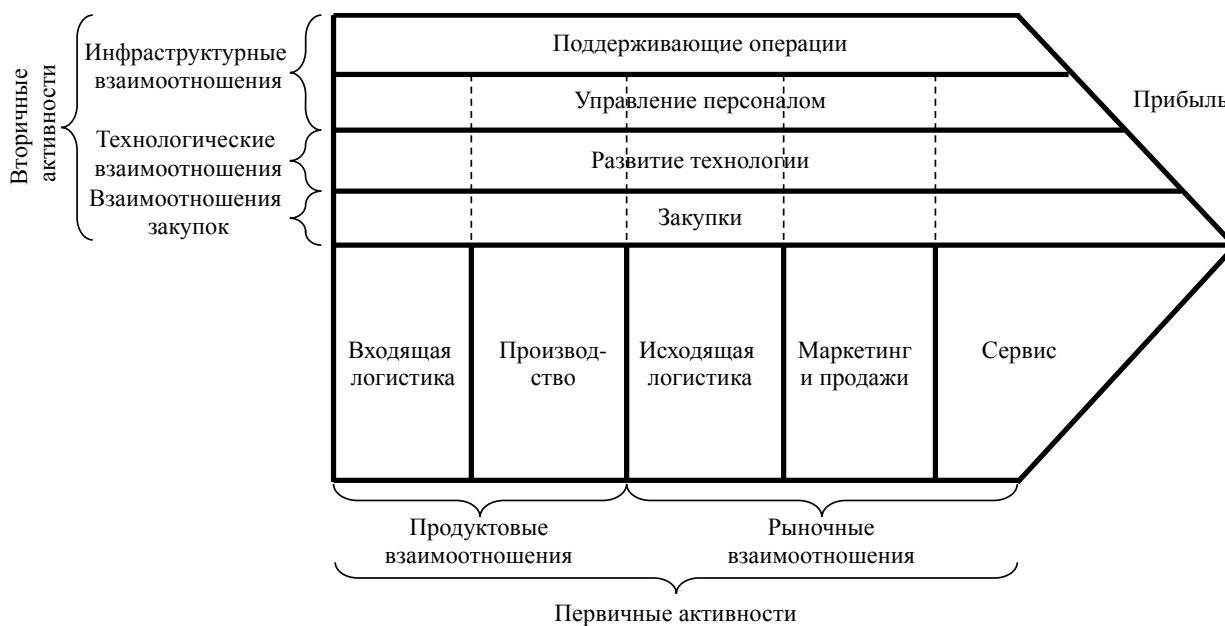 Вторичные
активности
Инфраструктурные
взаимоотношения
Технологические
взаимоотношения
Взаимоотношения
закупок
Поддерживающие операции
Управление персоналом
Развитие технологии
Закупки
Прибыль
Входящая
логистика
Производ-
ство
Исходящая
логистика
Маркетинг
и продажи
Сервис
Продуктовые
взаимоотношения
Рыночные
взаимоотношения
Первичные активности